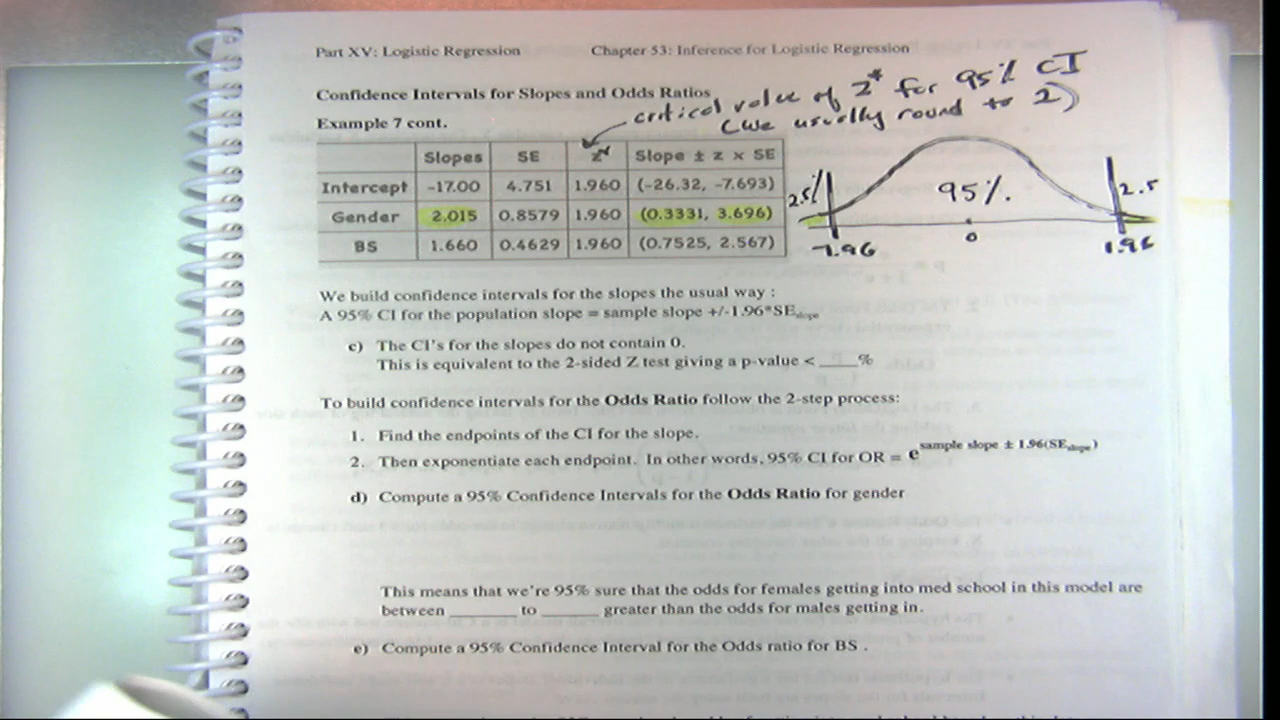 Part XV: Logistic Regression Chapter 53: Inference for Logistic Regression
Confidence Intervals for Slopes and Odds Ratios
critical value of Z* for 95% CI
(we usually round to 2)
Example 7 cont.
Slopes SE Z* Slope ± z x SE
Intercept -17.00 4.751 1.960 (-26.32, -7.693)
Gender 2.015 0.8579 1.960 (0.3331, 3.696)
BS 1.660 0.4629 1.960 (0.7525, 2.567)
2.5% 95%. 2.5
-1.96 0 1.96
We build confidence intervals for the slopes the usual way :
A 95% CI for the population slope = sample slope +/-1.96*SEslope
c) The CI's for the slopes do not contain 0.
This is equivalent to the 2-sided Z test giving a p-value < ____%
To build confidence intervals for the Odds Ratio follow the 2-step process:
1. Find the endpoints of the CI for the slope.
2. Then exponentiate each endpoint. In other words, 95% CI for OR = e sample slope ± 1.96(SEslope)
d) Compute a 95% Confidence Intervals for the Odds Ratio for gender
This means that we're 95% sure that the odds for females getting into med school in this model are
between ________ to _______ greater than the odds for males getting in.
e) Compute a 95% Confidence Interval for the Odds ratio for BS .